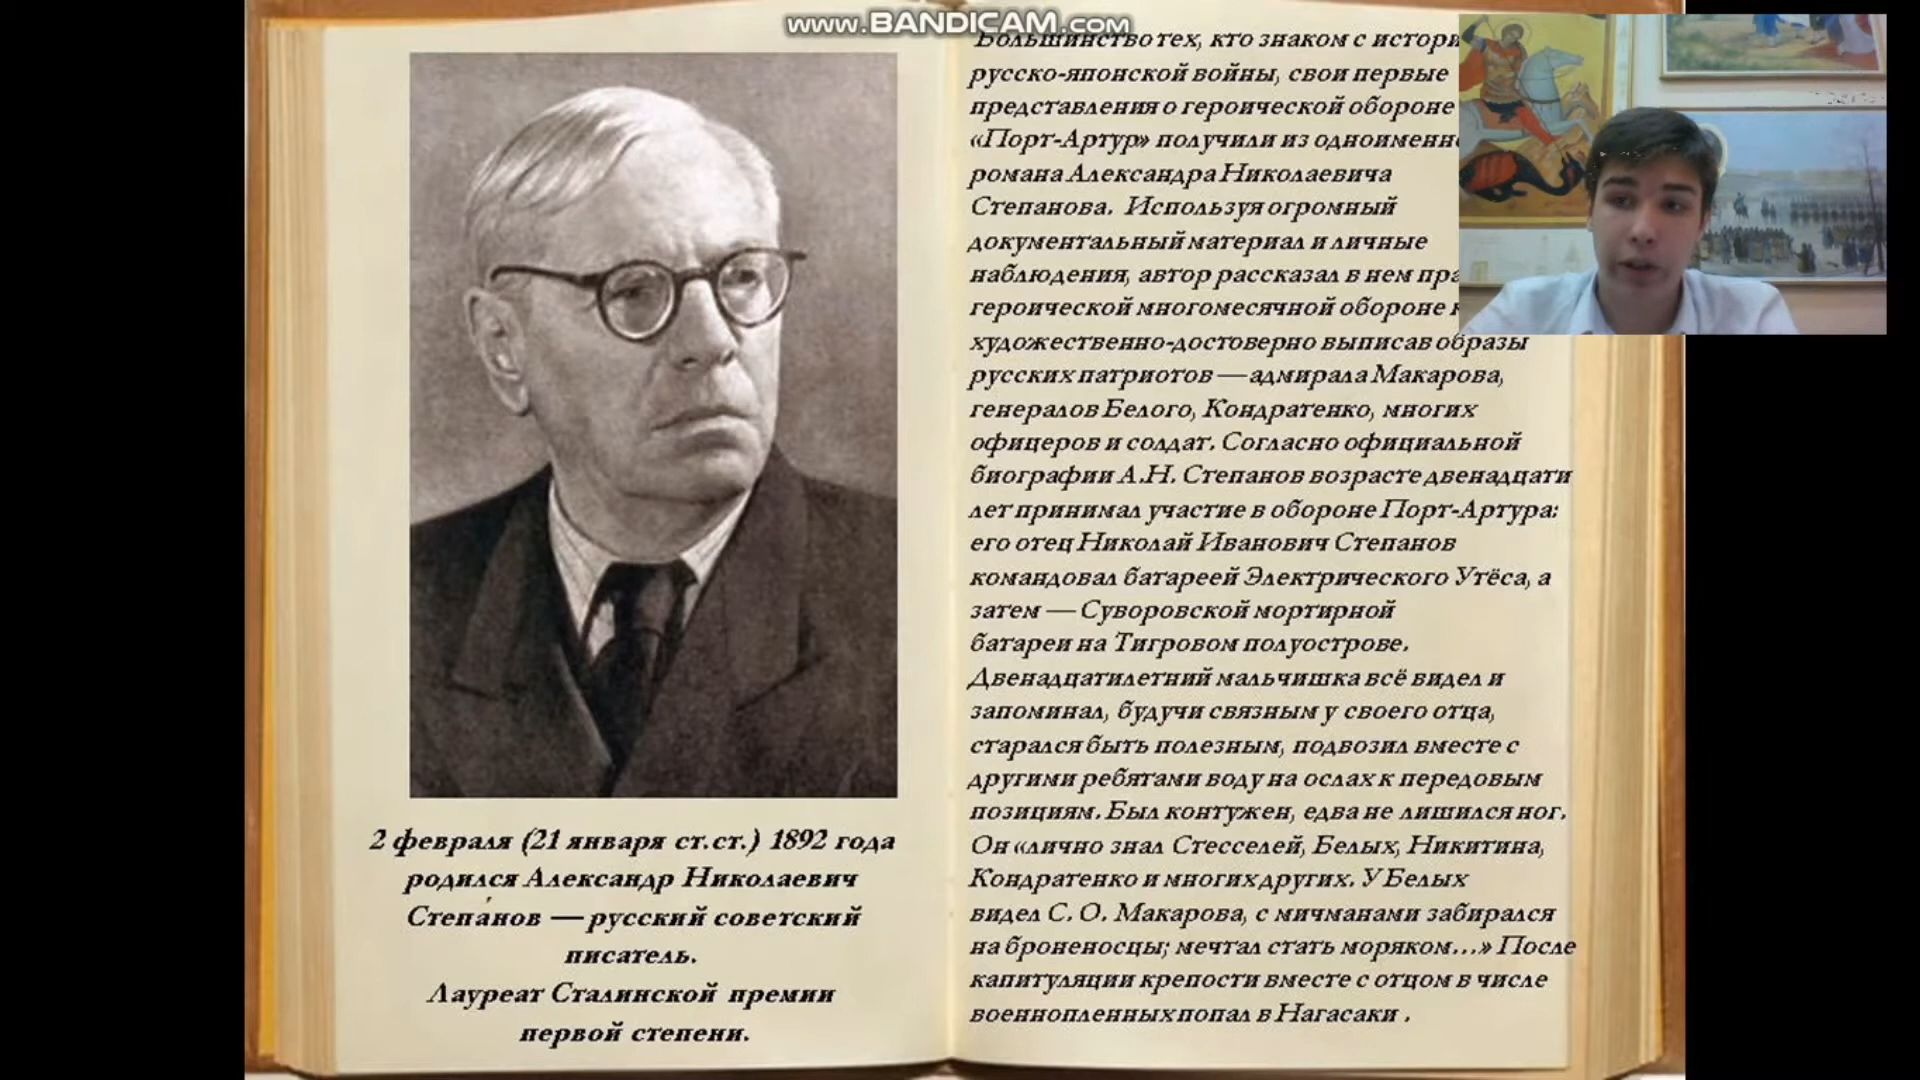 www.BANDICAM.com
Большинство тех, кто знаком с
русско-японской войны, свои первые
представления о героической обороне
«Порт-Артур» получили из
романа Александра Николаевича
Степанова. Используя огромный
документальный материал и личные
наблюдения, автор рассказал в нем
героической многомесячной обороне
художественно-достоверно выписав образы
русских патриотов — адмирала Макарова,
генералов Белого, Кондратенко, многих
офицеров и солдат. Согласно официальной
биографии А.Н. Степанов возрасте двенадцати
лет принимал участие в обороне Порт-Артура:
его отец Николай Иванович Степанов
командовал батареей Электрического Утёса, а
затем — Суворовской мортирной
батареи на Тигровом полуострове.
Двенадцатилетний мальчишка всё видел и
запоминал, будучи связным у своего отца,
старался быть полезным, подвозил вместе с
другими ребятами воду на ослах к передовым
позициям. Был контужен, едва не лишился ног.
Он «лично знал Стесселей, Белых, Никитина,
Кондратенко и многих других. У Белых
видел С. О. Макарова, с мичманами забирался
на броненосцы; мечтал стать моряком...» После
капитуляции крепости вместе с отцом в числе
военнопленных попал в Нагасаки .
2 февраля (21 января ст.ст.) 1892 года
родился Александр Николаевич
Степа́нов — русский советский
писатель.
Лауреат Сталинской премии
первой степени.